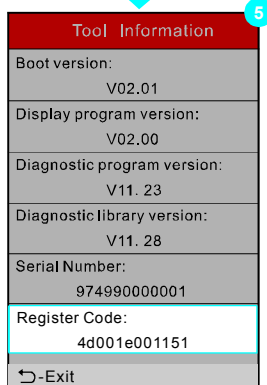 5
Tool Information
Boot version:
V02.01
Display program version:
V02.00
Diagnostic program version:
V11. 23
Diagnostic library version:
V11. 28
Serial Number:
974990000001
Register Code:
4d001e001151
⮌-Exit